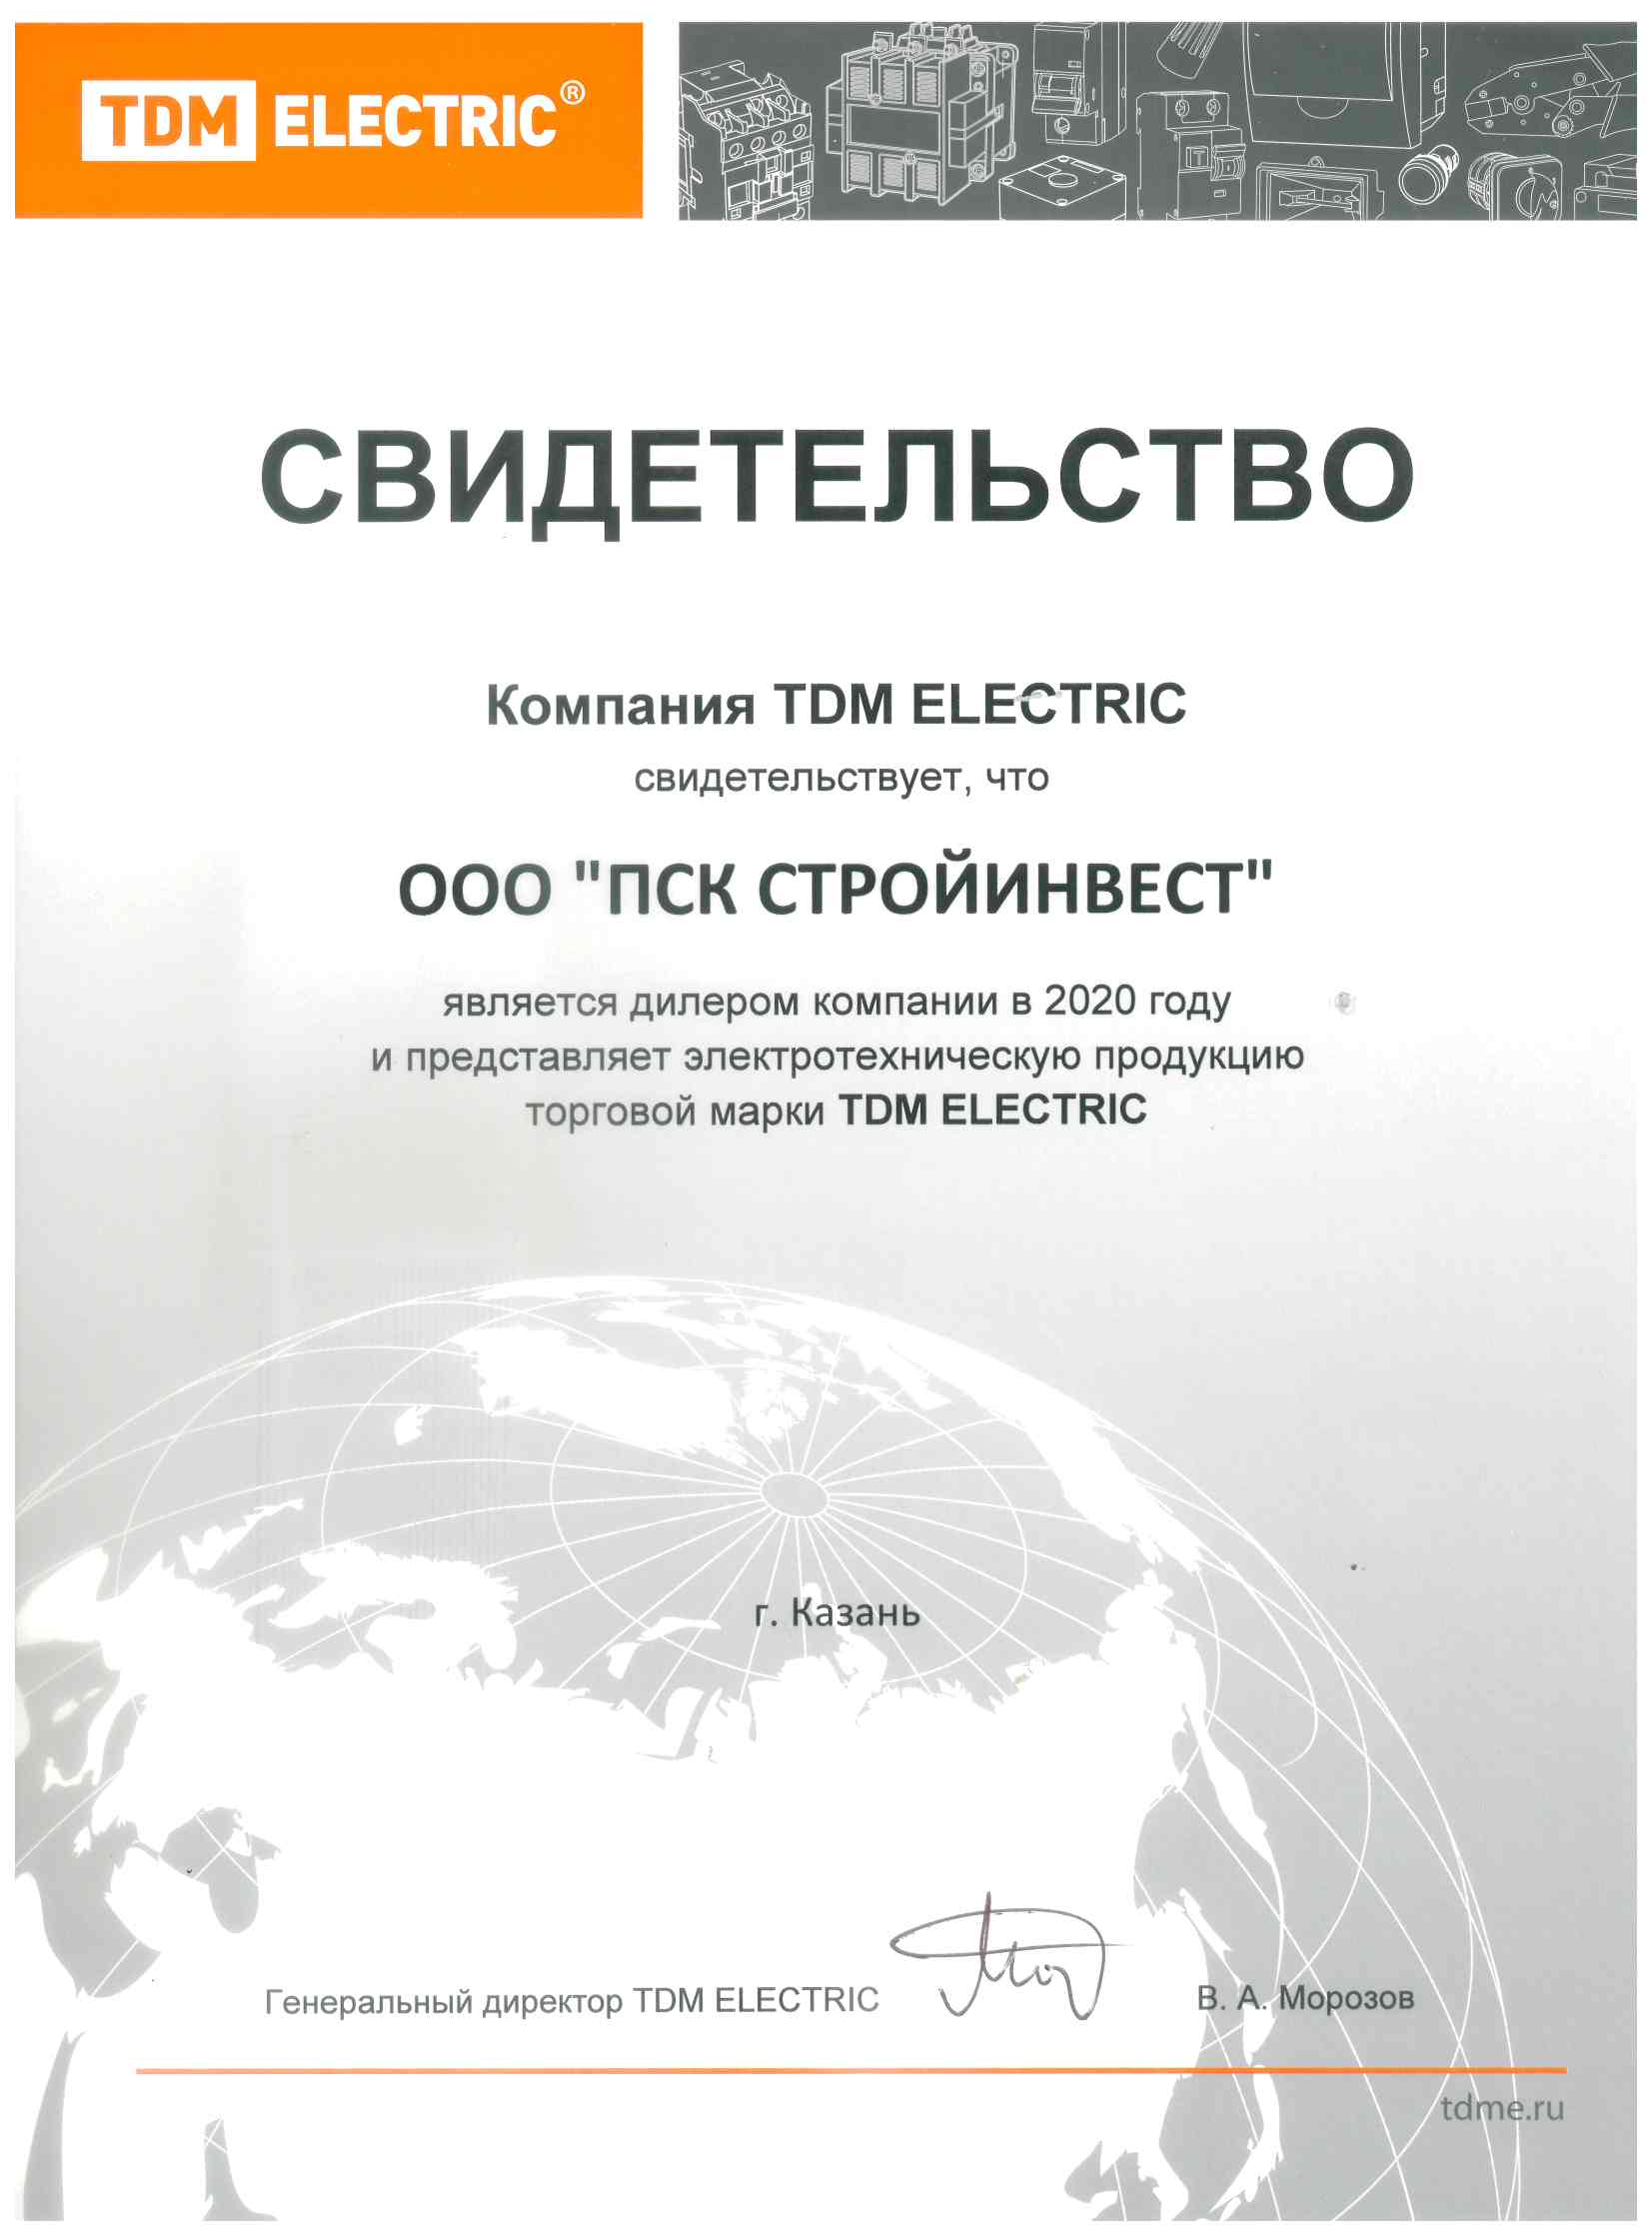 TDM ELECTRIC®
СВИДЕТЕЛЬСТВО
Компания TDM ELECTRIC
свидетельствует, что
ООО "ПСК СТРОЙИНВЕСТ"
является дилером компании в 2020 году
и представляет электротехническую продукцию
торговой марки TDM ELECTRIC
г. Казань
Генеральный директор TDM ELECTRIC В. А. Морозов
tdme.ru